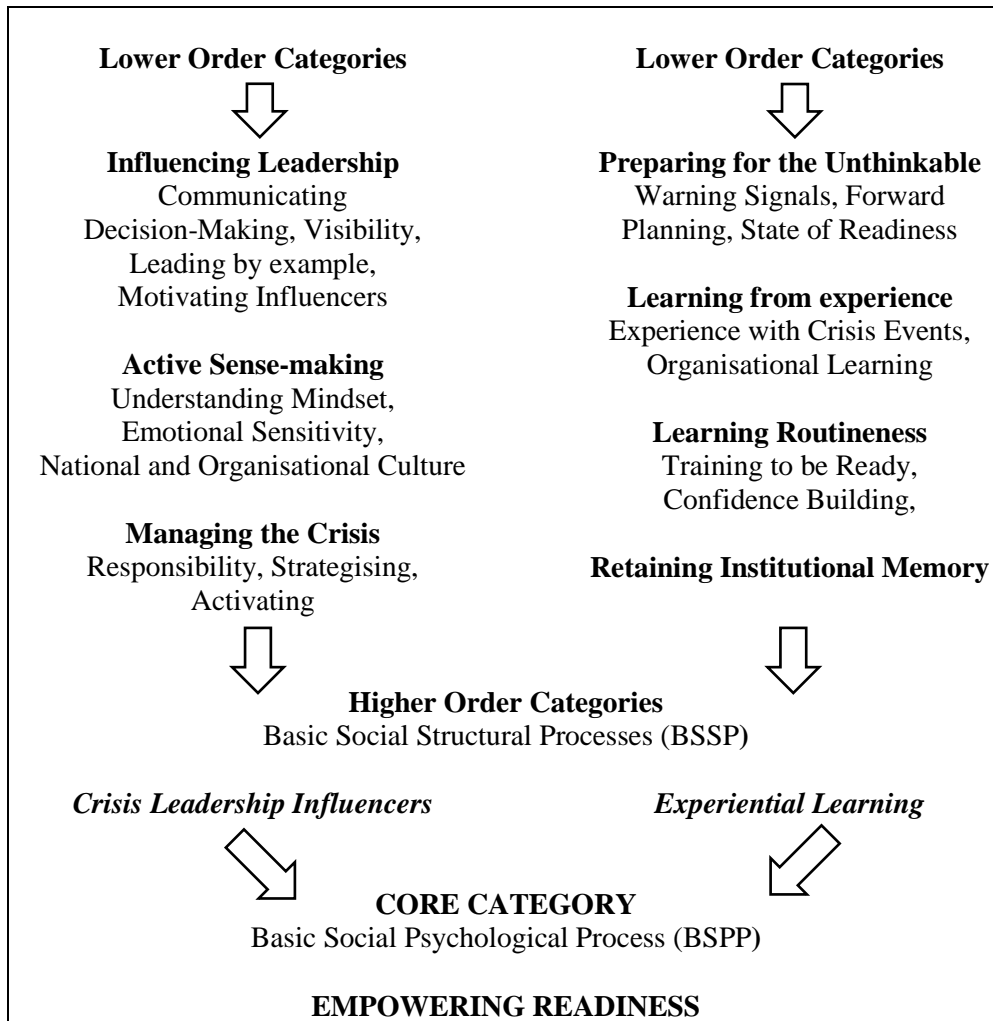 Lower Order Categories
Influencing Leadership
Communicating
Decision-Making, Visibility,
Leading by example,
Motivating Influencers
Active Sense-making
Understanding Mindset,
Emotional Sensitivity,
National and Organisational Culture
Managing the Crisis
Responsibility, Strategising,
Activating
Lower Order Categories
Preparing for the Unthinkable
Warning Signals, Forward
Planning, State of Readiness
Learning from experience
Experience with Crisis Events,
Organisational Learning
Learning Routineness
Training to be Ready,
Confidence Building,
Retaining Institutional Memory
Higher Order Categories
Basic Social Structural Processes (BSSP)
Crisis Leadership Influencers
Experiential Learning
CORE CATEGORY
Basic Social Psychological Process (BSPP)
EMPOWERING READINESS